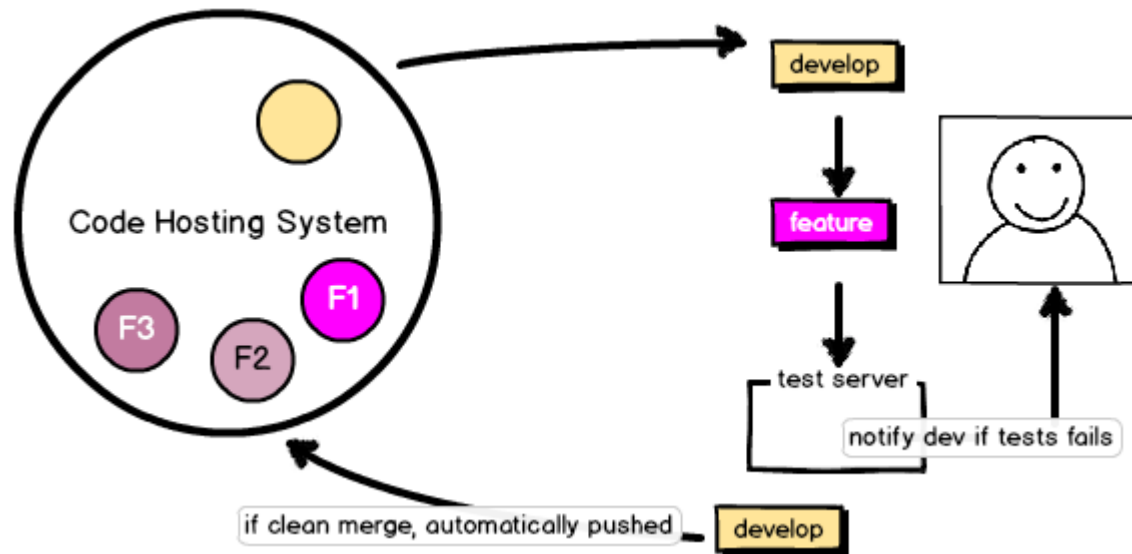 develop
Code Hosting System
feature
F1
F3
F2
test server
notify dev if tests fails
if clean merge, automatically pushed
develop